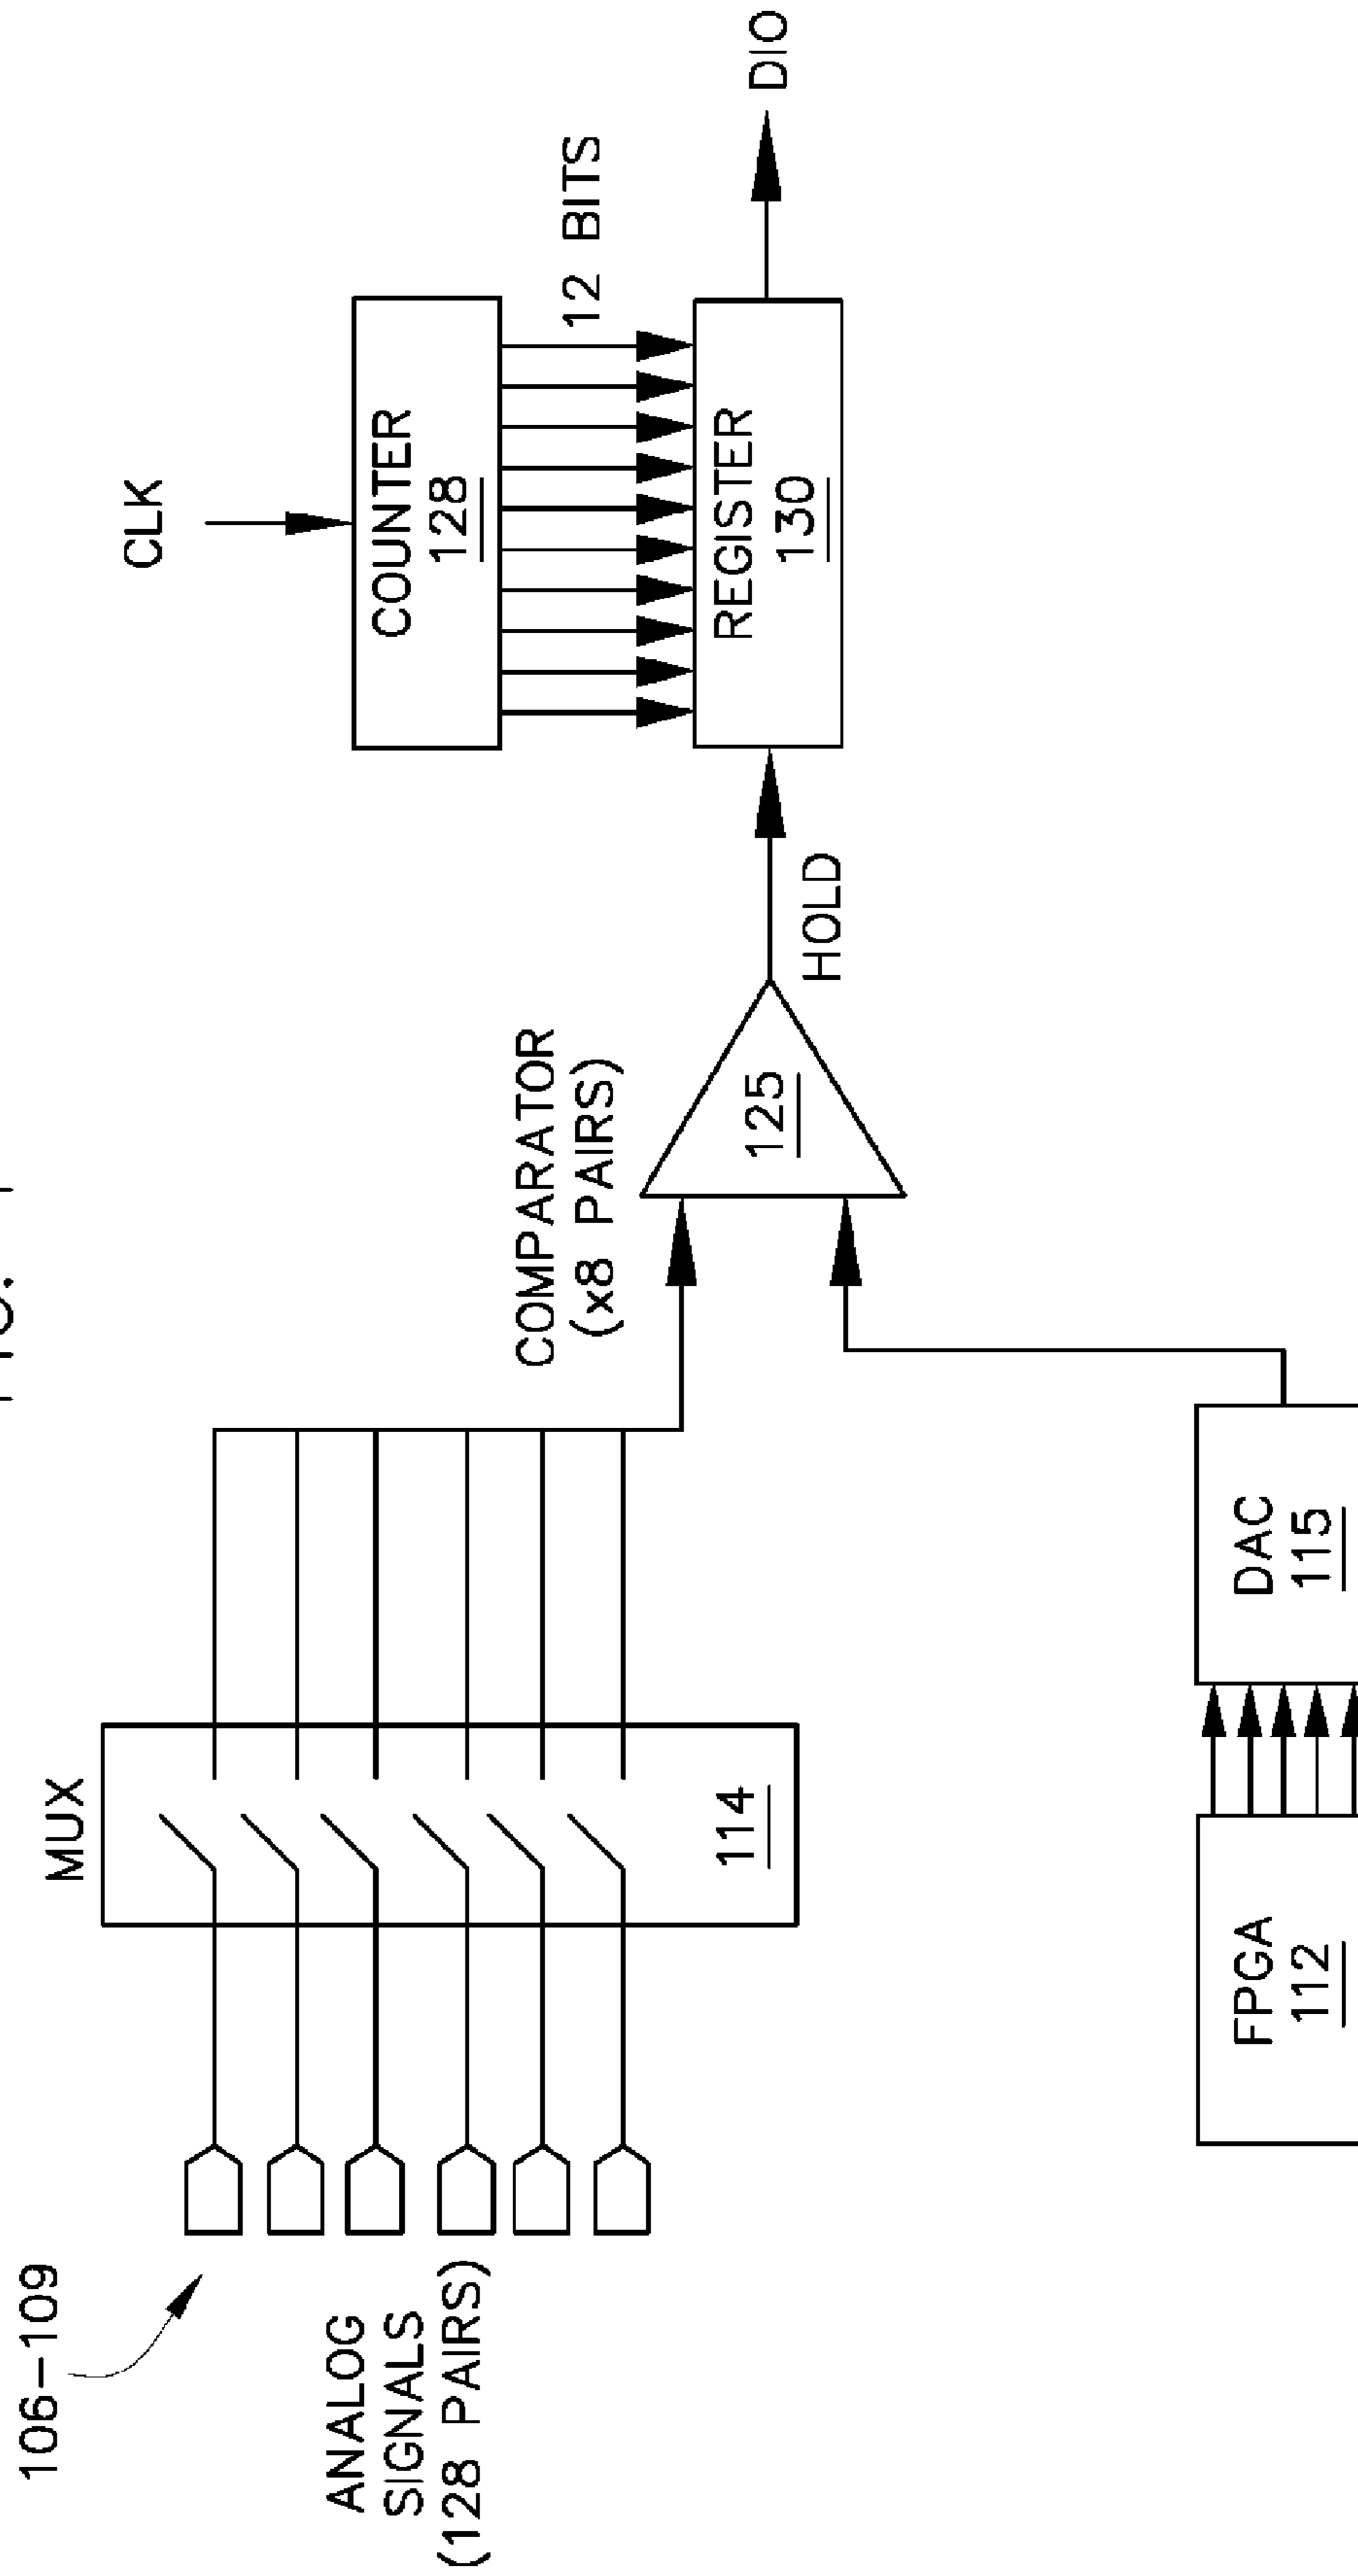 106-109
ANALOG
SIGNALS
(128 PAIRS)
MUX
114
COMPARATOR
(x8 PAIRS)
125
HOLD
CLK
COUNTER
128
12 BITS
REGISTER
130
DIO
FPGA
112
DAC
115